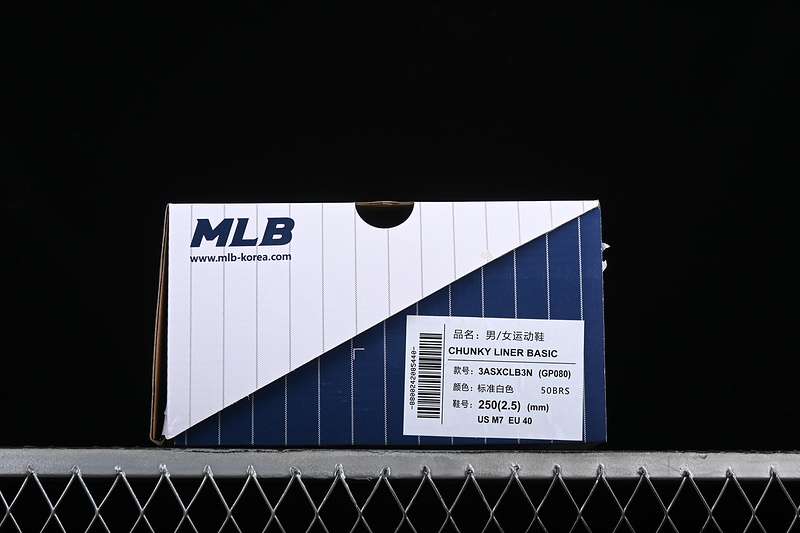 MLB
www.mlb-korea.com
品名: 男/女运动鞋
CHUNKY LINER BASIC
款号: 3ASXCLB3N (GP080)
颜色: 标准白色 50BRS
鞋号: 250(2.5) (mm)
US M7 EU 40